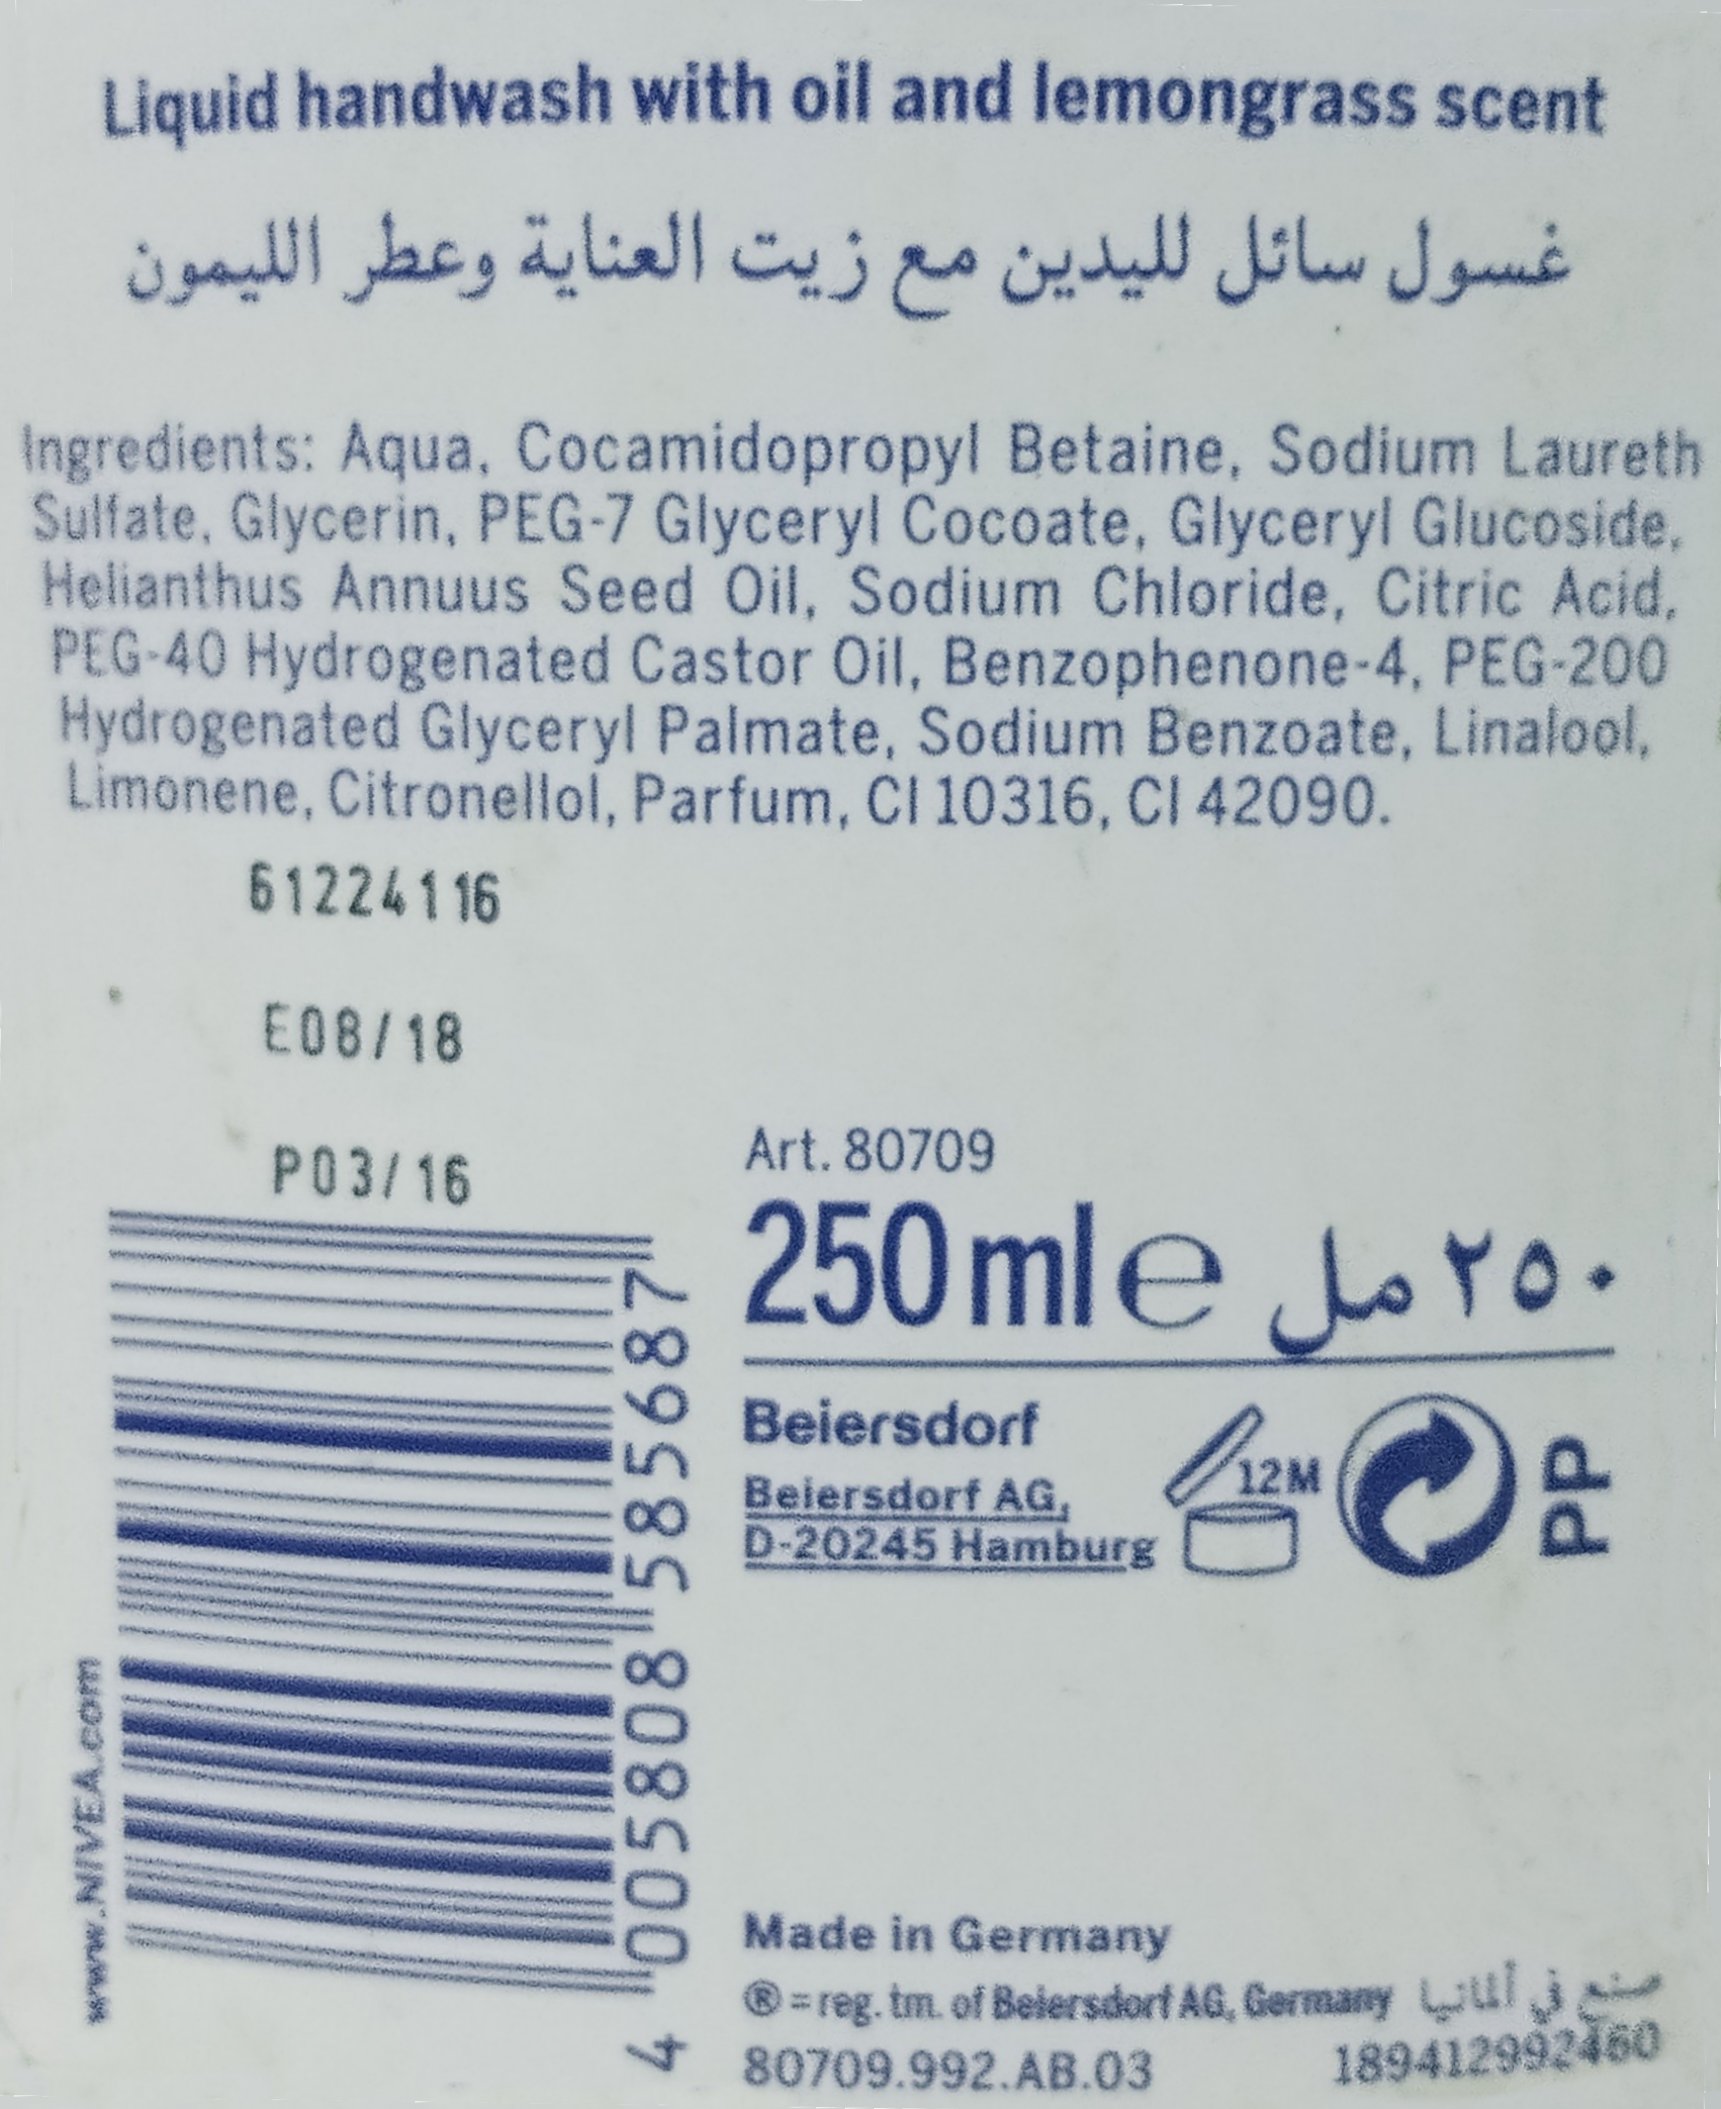 Liquid handwash with oil and lemongrass scent
غسول سائل لليدين مع زيت العناية وعطر الليمون
Ingredients: Aqua, Cocamidopropyl Betaine, Sodium Laureth
Sulfate, Glycerin, PEG-7 Glyceryl Cocoate, Glyceryl Glucoside,
Helianthus Annuus Seed Oil, Sodium Chloride, Citric Acid,
PEG-40 Hydrogenated Castor Oil, Benzophenone-4, PEG-200
Hydrogenated Glyceryl Palmate, Sodium Benzoate, Linalool,
Limonene, Citronellol, Parfum, CI 10316, CI 42090.
61224116
E08/18
P03/16
Art. 80709
250 ml e ٢٥٠ مل
Beiersdorf
Beiersdorf AG,
D-20245 Hamburg
12M
PP
4 005808 585687
www.NIVEA.com
Made in Germany
® = reg. tm. of Beiersdorf AG, Germany صنع في ألمانيا
80709.992.AB.03 189412992460